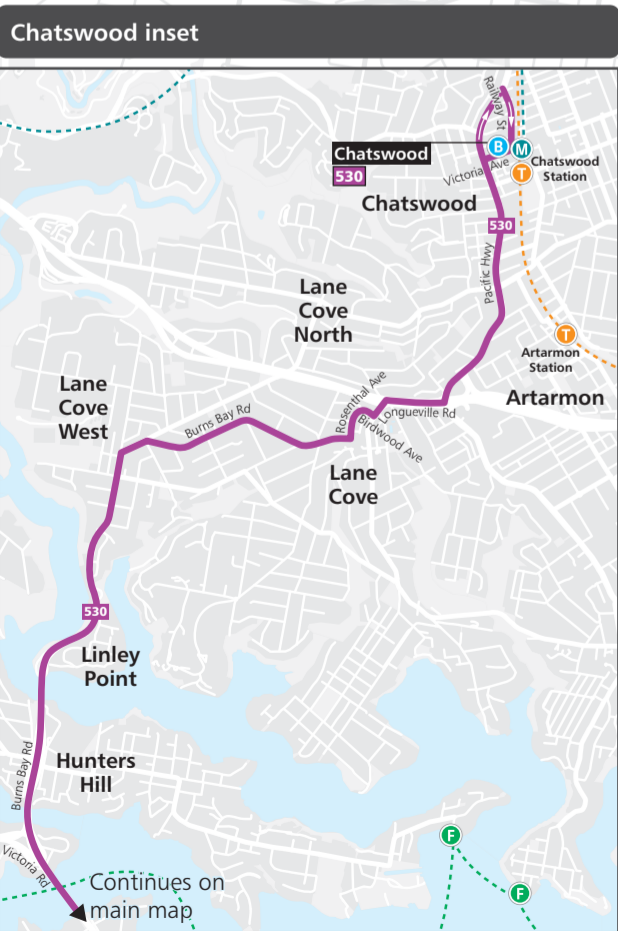 Chatswood inset
Railway St
Chatswood
530
B
M
T
Victoria Ave
Chatswood
Station
Chatswood
530
Pacific Hwy
Lane
Cove
North
T
Artarmon
Station
Lane
Cove
West
Rosenthal Ave
Artarmon
Burns Bay Rd
Longueville Rd
Birdwood Ave
Lane
Cove
530
Linley
Point
Burns Bay Rd
Hunters
Hill
F
Victoria Rd
Continues on
main map
F